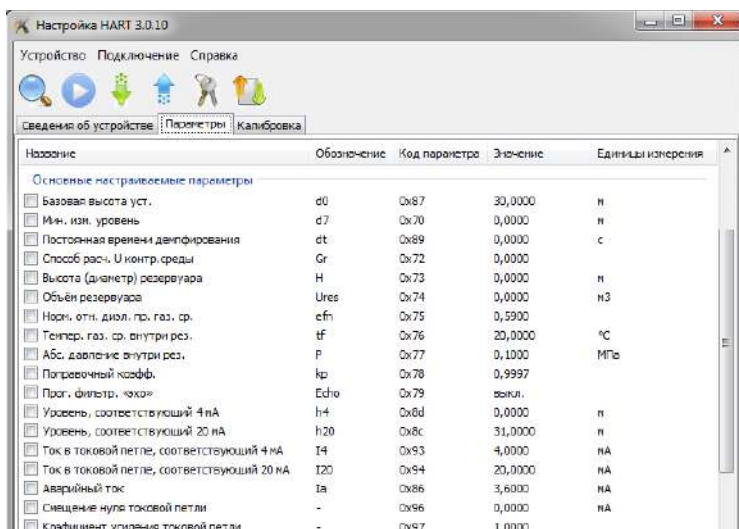 Настройка HART 3.0.10
Устройство Подключение Справка
Сведения об устройстве Параметры Калибровка
Название Обозначение Код параметра Значение Единицы измерения
Основные настраиваемые параметры
Базовая высота уст. d0 0x87 30,0000 м
Мин. изм. уровень d7 0x70 0,0000 м
Постоянная времени демпфирования dt 0x89 0,0000 с
Способ расч. U контр.среды Gr 0x72 0,0000
Высота (диаметр) резервуара H 0x73 0,0000 м
Объём резервуара Ures 0x74 0,0000 м3
Норм. отн. диэл. пр. газ. ср. efn 0x75 0,5900
Темпер. газ. ср. внутри рез. tf 0x76 20,0000 °C
Абс. давление внутри рез. P 0x77 0,1000 МПа
Поправочный коэфф. kp 0x78 0,9997
Прог. фильтр. «эхо» Echo 0x79 выкл.
Уровень, соответствующий 4 мА h4 0x8d 0,0000 м
Уровень, соответствующий 20 мА h20 0x8c 31,0000 м
Ток в токовой петле, соответствующий 4 мА I4 0x93 4,0000 мА
Ток в токовой петле, соответствующий 20 мА I20 0x94 20,0000 мА
Аварийный ток Ia 0x86 3,6000 мА
Смещение нуля токовой петли - 0x96 0,0000 мА
Коэфициент усиления токовой петли - 0x97 1,0000